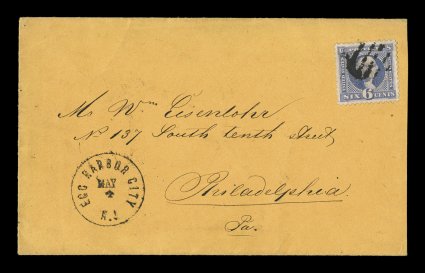 SIX 6 CENTS
Mr Wm Eisenlohr
No 137 South tenth street,
Philadelphia
Pa.
EGG HARBOR CITY
MAY
4
N.J.